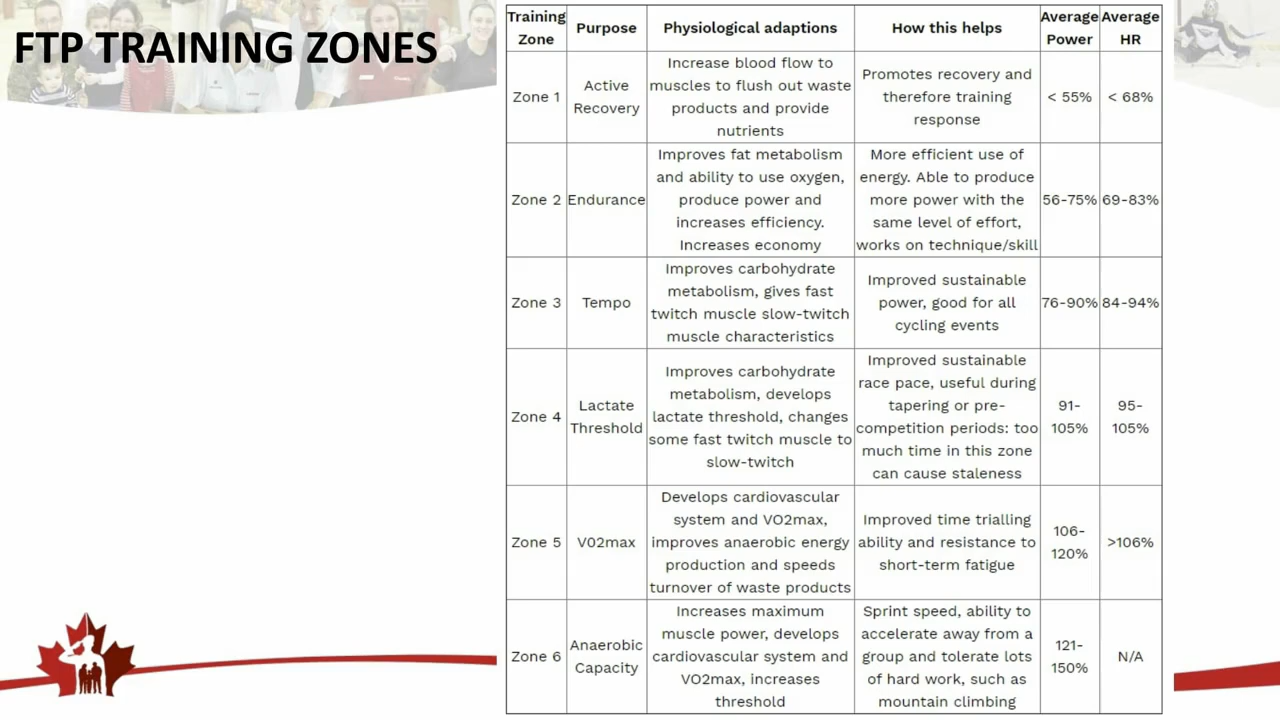 FTP TRAINING ZONES
Training
Zone
Purpose
Physiological adaptions
How this helps
Average
Power
Average
HR
Zone 1
Active
Recovery
Increase blood flow to
muscles to flush out waste
products and provide
nutrients
Promotes recovery and
therefore training
response
< 55%
< 68%
Zone 2
Endurance
Improves fat metabolism
and ability to use oxygen,
produce power and
increases efficiency.
Increases economy
More efficient use of
energy. Able to produce
more power with the
same level of effort,
works on technique/skill
56-75%
69-83%
Zone 3
Tempo
Improves carbohydrate
metabolism, gives fast
twitch muscle slow-twitch
muscle characteristics
Improved sustainable
power, good for all
cycling events
76-90%
84-94%
Zone 4
Lactate
Threshold
Improves carbohydrate
metabolism, develops
lactate threshold, changes
some fast twitch muscle to
slow-twitch
Improved sustainable
race pace, useful during
tapering or pre-
competition periods: too
much time in this zone
can cause staleness
91-
105%
95-
105%
Zone 5
V02max
Develops cardiovascular
system and VO2max,
improves anaerobic energy
production and speeds
turnover of waste products
Improved time trialling
ability and resistance to
short-term fatigue
106-
120%
>106%
Zone 6
Anaerobic
Capacity
Increases maximum
muscle power, develops
cardiovascular system and
VO2max, increases
threshold
Sprint speed, ability to
accelerate away from a
group and tolerate lots
of hard work, such as
mountain climbing
121-
150%
N/A